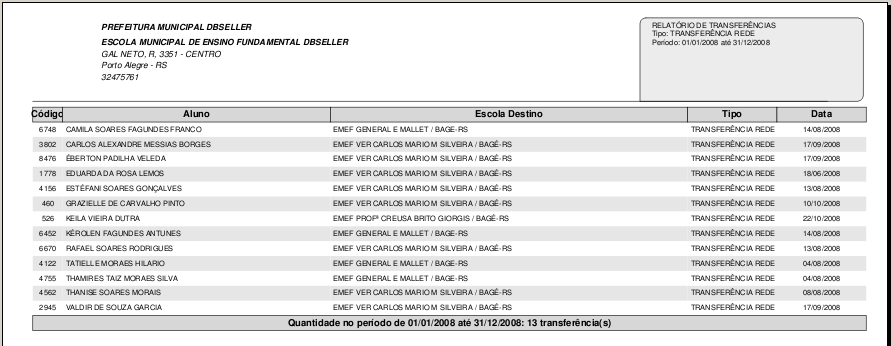 PREFEITURA MUNICIPAL DBSELLER
ESCOLA MUNICIPAL DE ENSINO FUNDAMENTAL DBSELLER
GAL NETO, R, 3351 - CENTRO
Porto Alegre - RS
32475761
RELATÓRIO DE TRANSFERÊNCIAS
Tipo: TRANSFERÊNCIA REDE
Período: 01/01/2008 até 31/12/2008
Código Aluno Escola Destino Tipo Data
6748 CAMILA SOARES FAGUNDES FRANCO EMEF GENERAL E MALLET / BAGE-RS TRANSFERÊNCIA REDE 14/08/2008
3802 CARLOS ALEXANDRE MESSIAS BORGES EMEF VER CARLOS MARIO M SILVEIRA / BAGÉ-RS TRANSFERÊNCIA REDE 17/09/2008
8476 ÉBERTON PADILHA VELEDA EMEF VER CARLOS MARIO M SILVEIRA / BAGÉ-RS TRANSFERÊNCIA REDE 17/09/2008
1778 EDUARDA DA ROSA LEMOS EMEF VER CARLOS MARIO M SILVEIRA / BAGÉ-RS TRANSFERÊNCIA REDE 18/06/2008
4156 ESTÉFANI SOARES GONÇALVES EMEF VER CARLOS MARIO M SILVEIRA / BAGÉ-RS TRANSFERÊNCIA REDE 13/08/2008
460 GRAZIELLE DE CARVALHO PINTO EMEF VER CARLOS MARIO M SILVEIRA / BAGÉ-RS TRANSFERÊNCIA REDE 10/10/2008
526 KEILA VIEIRA DUTRA EMEF PROFª CREUSA BRITO GIORGIS / BAGÉ-RS TRANSFERÊNCIA REDE 22/10/2008
6452 KÉROLEN FAGUNDES ANTUNES EMEF GENERAL E MALLET / BAGE-RS TRANSFERÊNCIA REDE 14/08/2008
6670 RAFAEL SOARES RODRIGUES EMEF VER CARLOS MARIO M SILVEIRA / BAGÉ-RS TRANSFERÊNCIA REDE 13/08/2008
4122 TATIELLE MORAES HILARIO EMEF GENERAL E MALLET / BAGE-RS TRANSFERÊNCIA REDE 04/08/2008
4755 THAMIRES TAIZ MORAES SILVA EMEF GENERAL E MALLET / BAGE-RS TRANSFERÊNCIA REDE 04/08/2008
4562 THANISE SOARES MORAIS EMEF VER CARLOS MARIO M SILVEIRA / BAGÉ-RS TRANSFERÊNCIA REDE 08/08/2008
2945 VALDIR DE SOUZA GARCIA EMEF VER CARLOS MARIO M SILVEIRA / BAGÉ-RS TRANSFERÊNCIA REDE 17/09/2008
Quantidade no período de 01/01/2008 até 31/12/2008: 13 transferência(s)